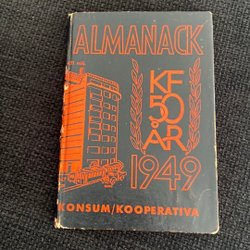 ALMANACK
KF
50
ÅR
1949
KONSUM/KOOPERATIVA